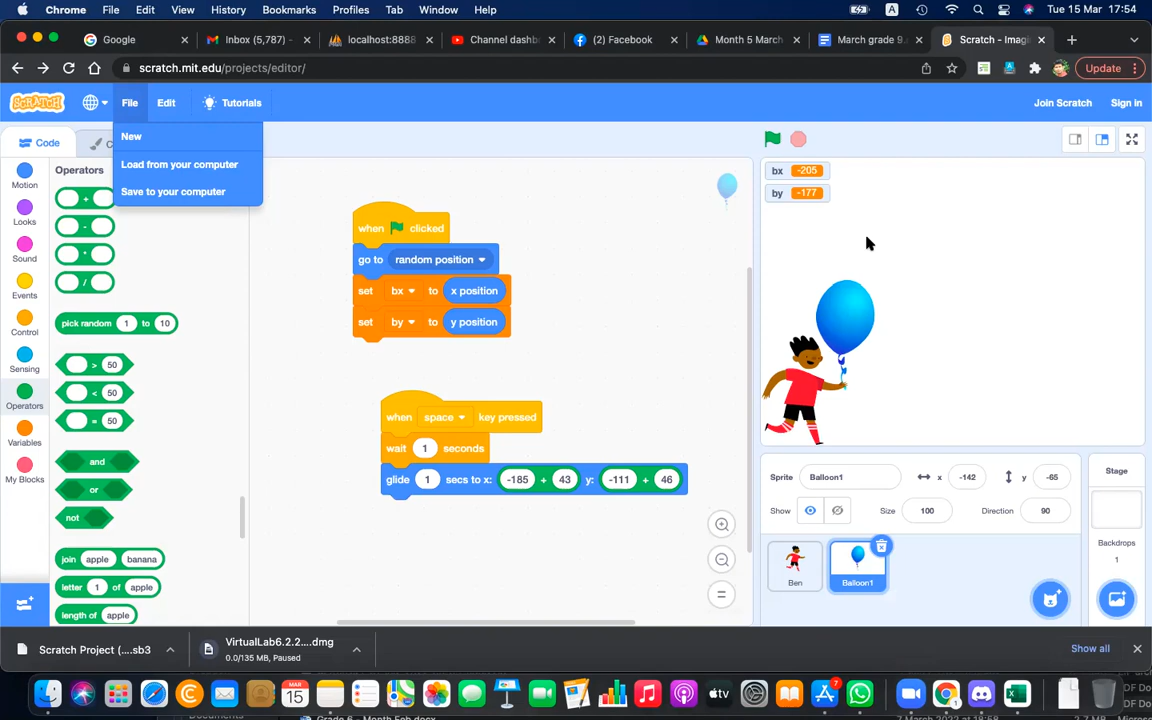 Chrome File Edit View History Bookmarks Profiles Tab Window Help A Tue 15 Mar 17:54
Google Inbox (5,787) - localhost:8888 Channel dashb (2) Facebook Month 5 March March grade 9. Scratch - Imagi
scratch.mit.edu/projects/editor/ Update
SCRATCH File Edit Tutorials Join Scratch Sign in
New
Load from your computer
Save to your computer
Code C
Motion
Looks
Sound
Events
Control
Sensing
Operators
Variables
My Blocks
Operators
+
-
*
/
pick random 1 to 10
> 50
< 50
= 50
and
or
not
join apple banana
letter 1 of apple
length of apple
when clicked
go to random position
set bx to x position
set by to y position
when space key pressed
wait 1 seconds
glide 1 secs to x: -185 + 43 y: -111 + 46
=
bx -205
by -177
Sprite Balloon1 x -142 y -65
Show Size 100 Direction 90
Ben
Balloon1
Stage
Backdrops
1
Scratch Project (....sb3
VirtualLab6.2.2....dmg
0.0/135 MB, Paused
Show all
MAR
15
tv
7